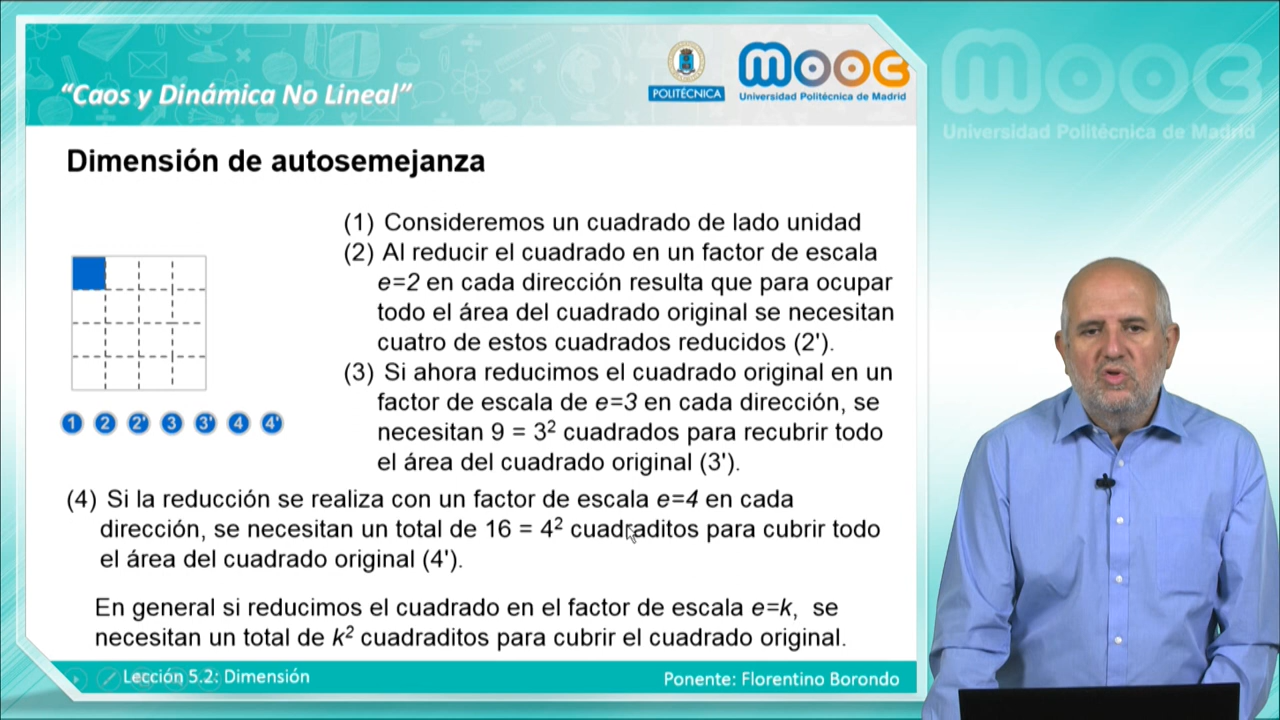 "Caos y Dinámica No Lineal"
POLITÉCNICA
mooc
Universidad Politécnica de Madrid
mooc
Universidad Politécnica de Madrid
Dimensión de autosemejanza
(1) Consideremos un cuadrado de lado unidad
(2) Al reducir el cuadrado en un factor de escala
e=2 en cada dirección resulta que para ocupar
todo el área del cuadrado original se necesitan
cuatro de estos cuadrados reducidos (2').
(3) Si ahora reducimos el cuadrado original en un
factor de escala de e=3 en cada dirección, se
necesitan 9 = 3² cuadrados para recubrir todo
el área del cuadrado original (3').
1 2 2' 3 3' 4 4'
(4) Si la reducción se realiza con un factor de escala e=4 en cada
dirección, se necesitan un total de 16 = 4² cuadraditos para cubrir todo
el área del cuadrado original (4').
En general si reducimos el cuadrado en el factor de escala e=k, se
necesitan un total de k² cuadraditos para cubrir el cuadrado original.
Lección 5.2: Dimensión
Ponente: Florentino Borondo